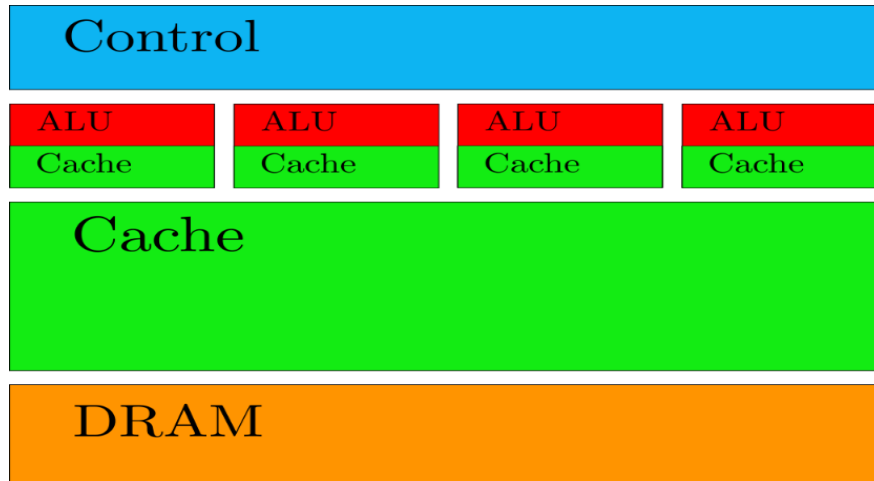 Control
ALU ALU ALU ALU
Cache Cache Cache Cache
Cache
DRAM